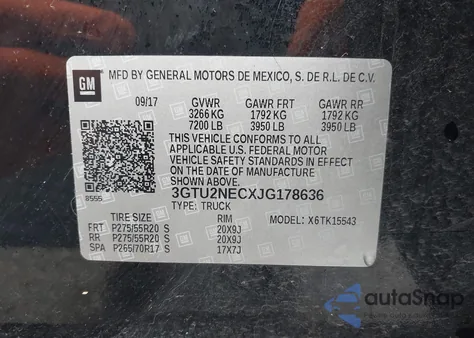 GM
MFD BY GENERAL MOTORS DE MEXICO, S. DE R.L. DE C.V.
09/17 GVWR GAWR FRT GAWR RR
3266 KG 1792 KG 1792 KG
7200 LB 3950 LB 3950 LB
THIS VEHICLE CONFORMS TO ALL
APPLICABLE U.S. FEDERAL MOTOR
VEHICLE SAFETY STANDARDS IN EFFECT
ON THE DATE OF MANUFACTURE
SHOWN ABOVE.
8555 3GTU2NECXJG178636
TYPE: TRUCK
TIRE SIZE RIM MODEL: X6TK15543
FRT P275/55R20 S 20X9J
RR P275/55R20 S 20X9J
SPA P265/70R17 S 17X7J
autoSnap